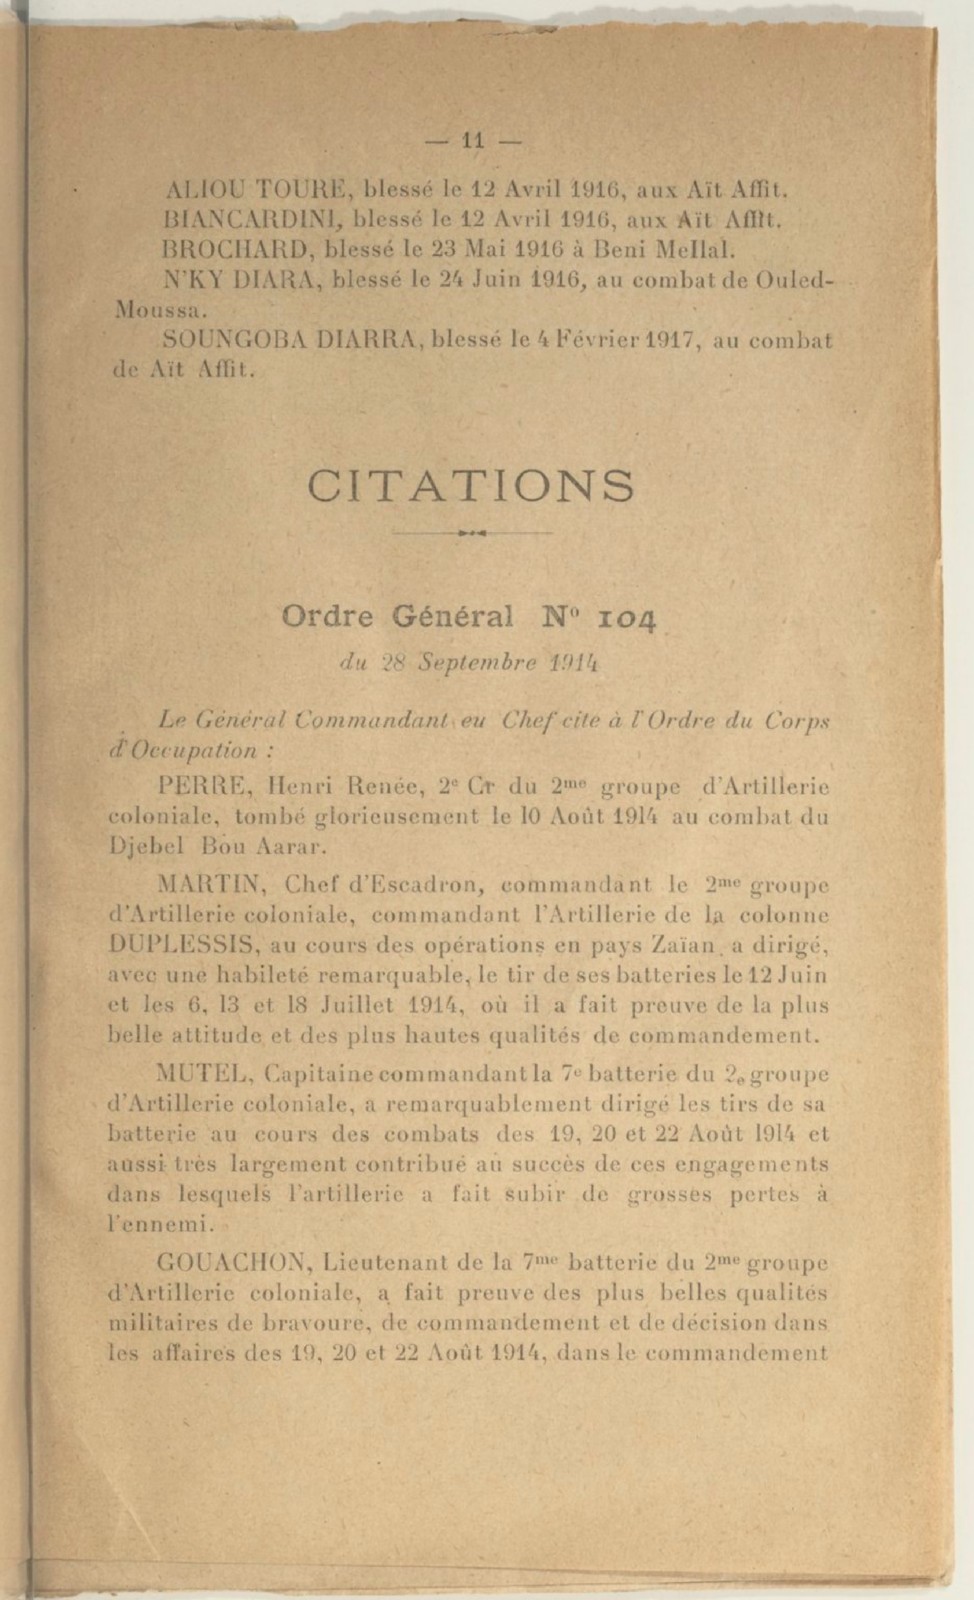 — 11 —
ALIOU TOURE, blessé le 12 Avril 1916, aux Aït Affit.
BIANCARDINI, blessé le 12 Avril 1916, aux Aït Affit.
BROCHARD, blessé le 23 Mai 1916 à Beni Mellal.
N'KY DIARA, blessé le 24 Juin 1916, au combat de Ouled-
Moussa.
SOUNGOBA DIARRA, blessé le 4 Février 1917, au combat
de Aït Affit.
CITATIONS
Ordre Général N° 104
du 28 Septembre 1914
Le Général Commandant eu Chef cite à l'Ordre du Corps
d'Occupation :
PERRE, Henri Renée, 2e Cr du 2me groupe d'Artillerie
coloniale, tombé glorieusement le 10 Août 1914 au combat du
Djebel Bou Aarar.
MARTIN, Chef d'Escadron, commandant le 2me groupe
d'Artillerie coloniale, commandant l'Artillerie de la colonne
DUPLESSIS, au cours des opérations en pays Zaïan, a dirigé,
avec une habileté remarquable, le tir de ses batteries le 12 Juin
et les 6, 13 et 18 Juillet 1914, où il a fait preuve de la plus
belle attitude et des plus hautes qualités de commandement.
MUTEL, Capitaine commandant la 7e batterie du 2e groupe
d'Artillerie coloniale, a remarquablement dirigé les tirs de sa
batterie au cours des combats des 19, 20 et 22 Août 1914 et
aussi très largement contribué au succès de ces engagements
dans lesquels l'artillerie a fait subir de grosses pertes à
l'ennemi.
GOUACHON, Lieutenant de la 7me batterie du 2me groupe
d'Artillerie coloniale, a fait preuve des plus belles qualités
militaires de bravoure, de commandement et de décision dans
les affaires des 19, 20 et 22 Août 1914, dans le commandement